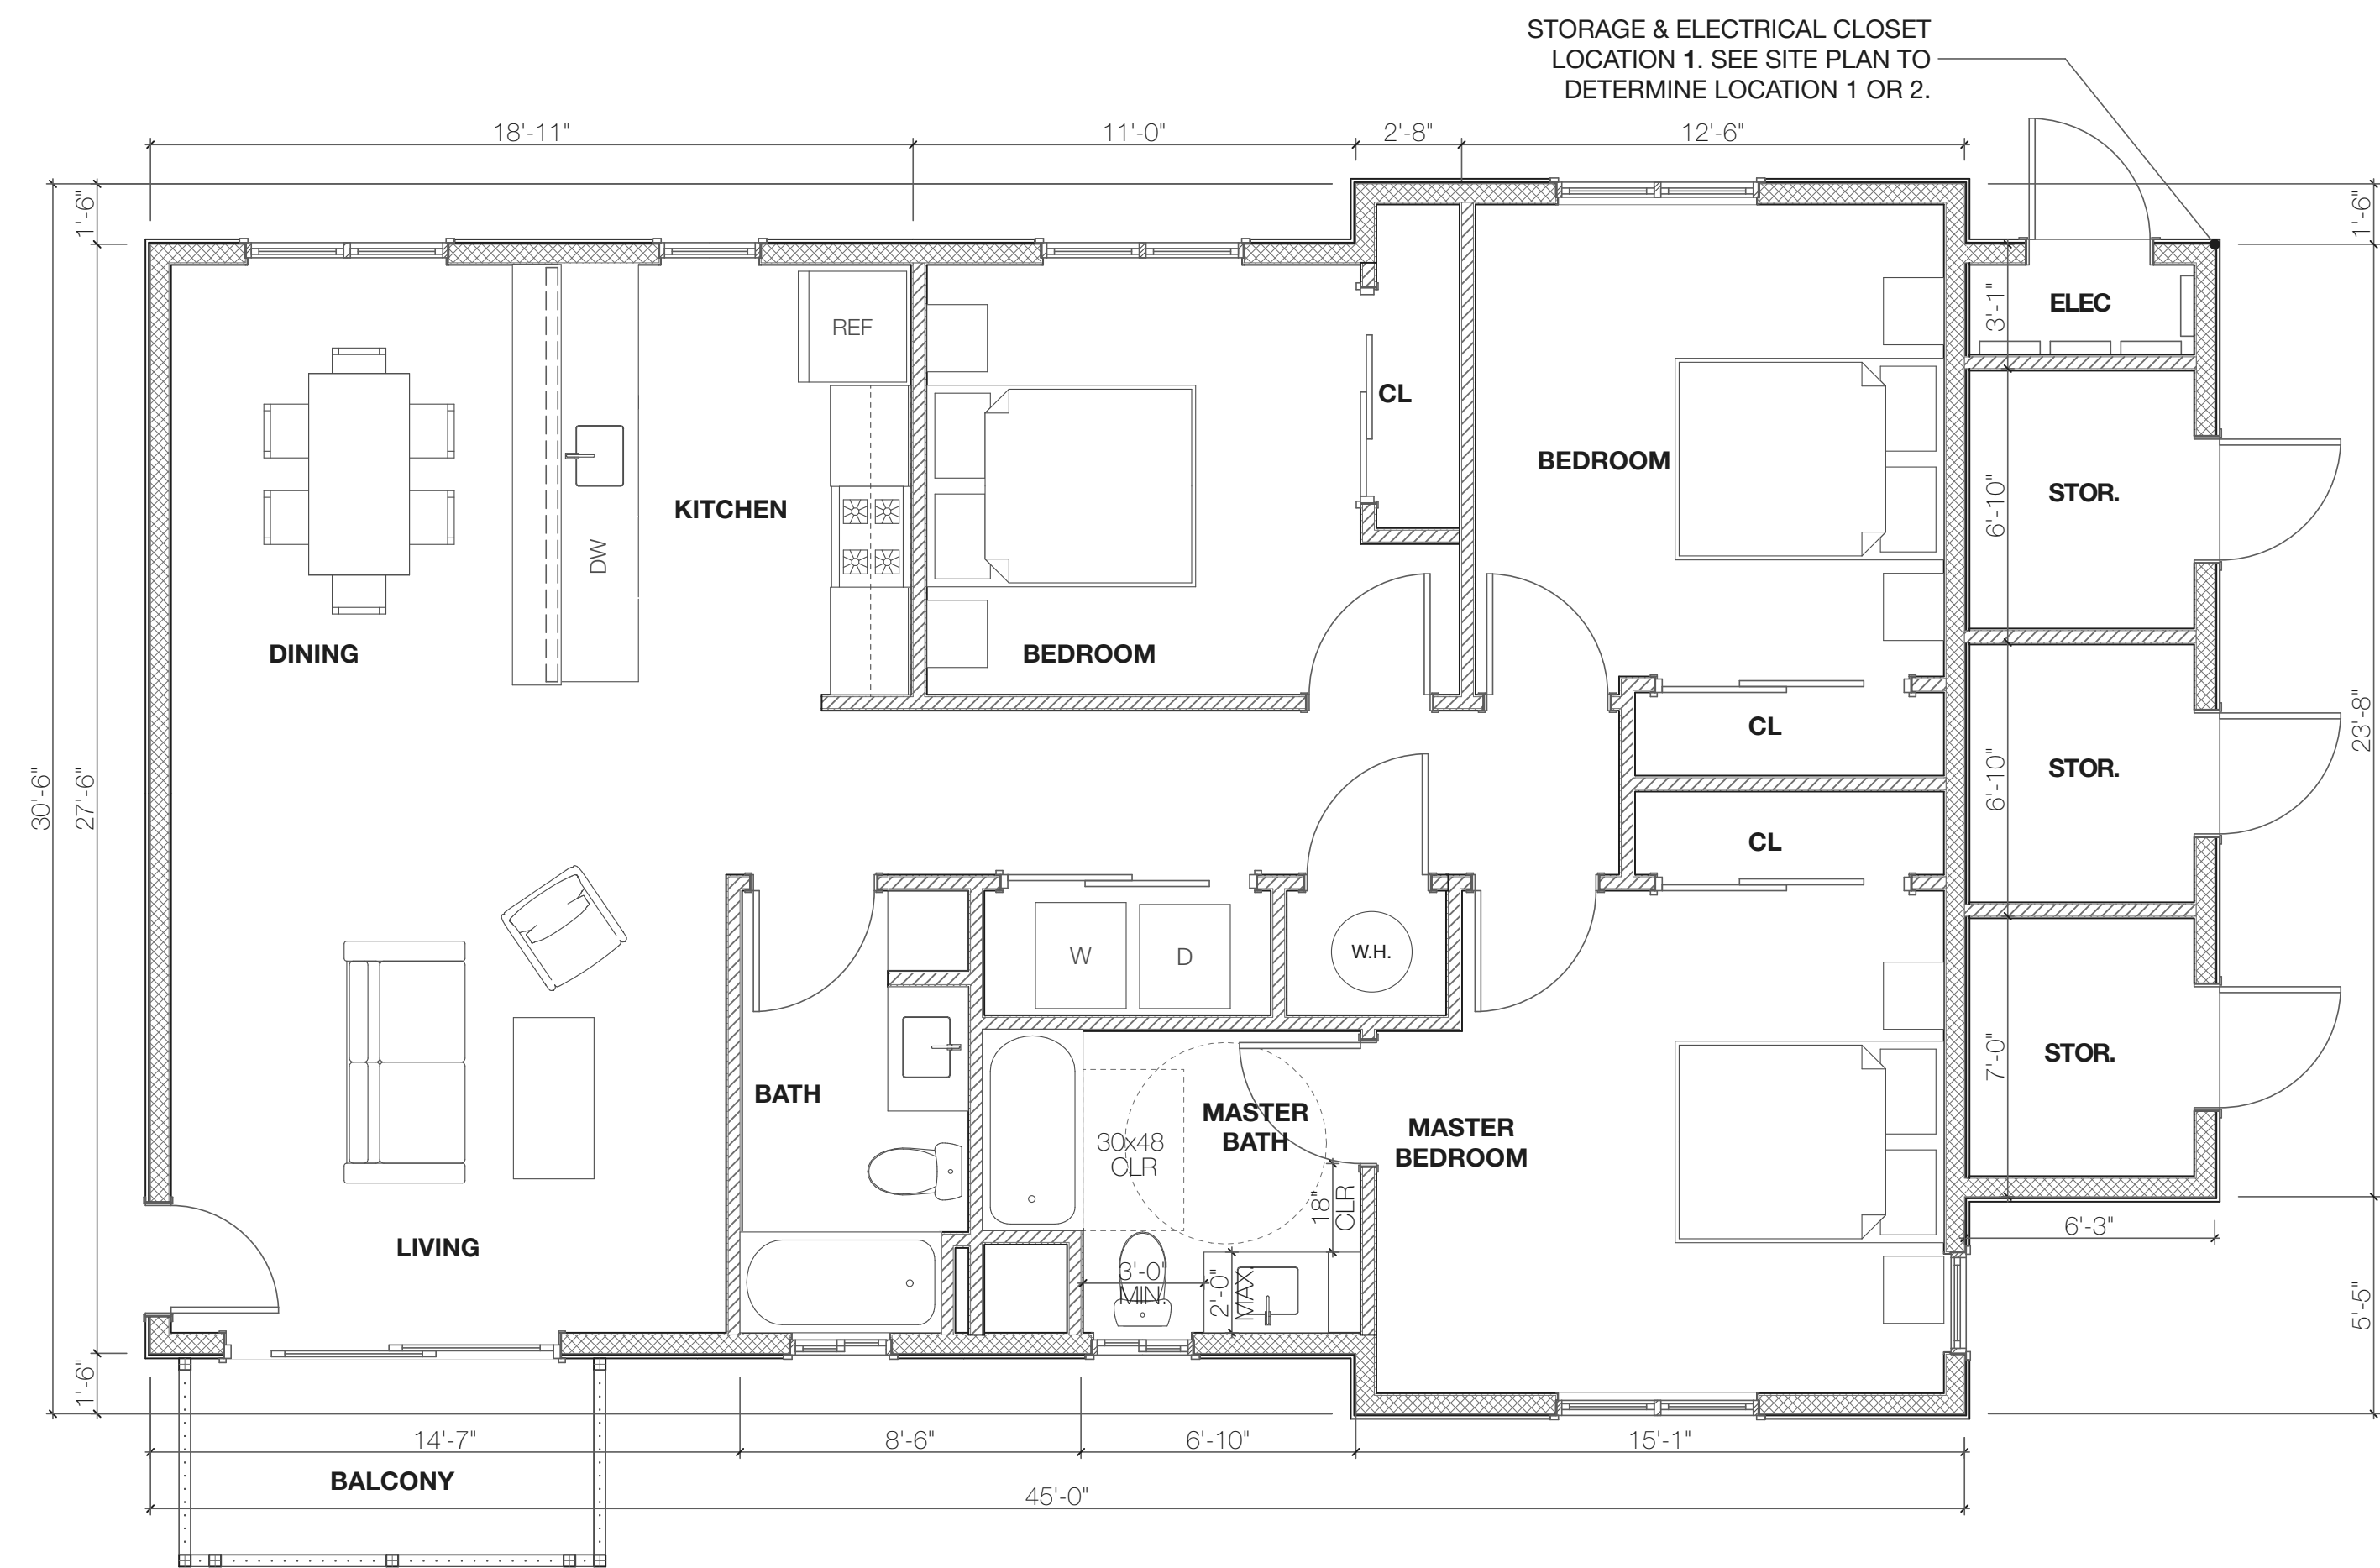 STORAGE & ELECTRICAL CLOSET
LOCATION 1. SEE SITE PLAN TO
DETERMINE LOCATION 1 OR 2.
18'-11"
11'-0"
2'-8"
12'-6"
1'-6"
1'-6"
ELEC
3'-1"
REF
CL
BEDROOM
STOR.
6'-10"
KITCHEN
DW
DINING
BEDROOM
CL
23'-8"
STOR.
6'-10"
30'-6"
27'-6"
CL
W
D
W.H.
STOR.
7'-0"
BATH
MASTER
BATH
30x48
CLR
MASTER
BEDROOM
18"
CLR
LIVING
3'-0"
MIN.
2'-0"
MAX.
6'-3"
5'-5"
1'-6"
14'-7"
8'-6"
6'-10"
15'-1"
BALCONY
45'-0"